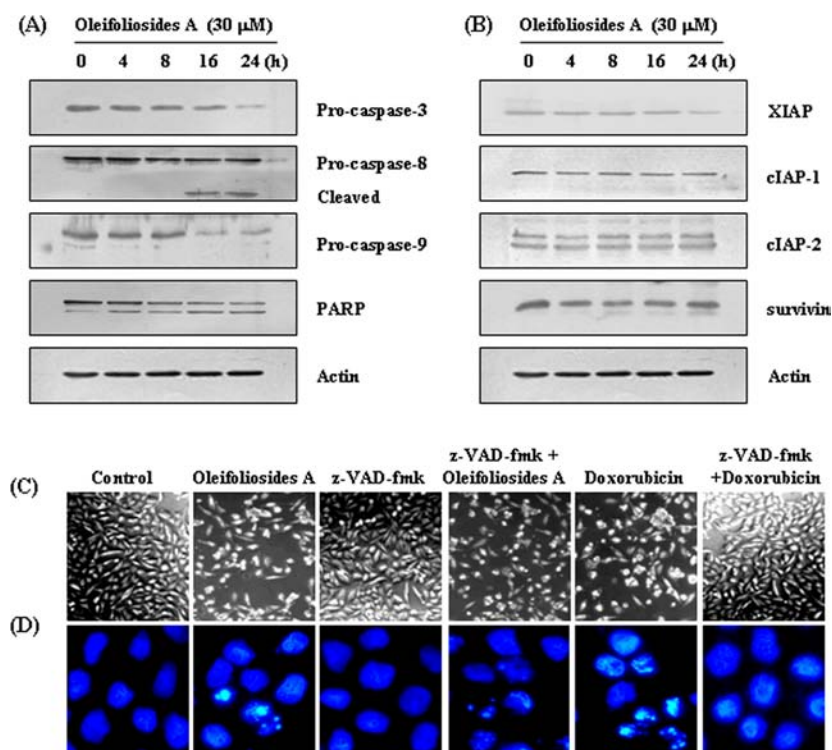 (A)
Oleifoliosides A (30 μM)
0 4 8 16 24 (h)
Pro-caspase-3
Pro-caspase-8
Cleaved
Pro-caspase-9
PARP
Actin
(B)
Oleifoliosides A (30 μM)
0 4 8 16 24 (h)
XIAP
cIAP-1
cIAP-2
survivin
Actin
(C)
Control
Oleifoliosides A
z-VAD-fmk
z-VAD-fmk +
Oleifoliosides A
Doxorubicin
z-VAD-fmk
+Doxorubicin
(D)